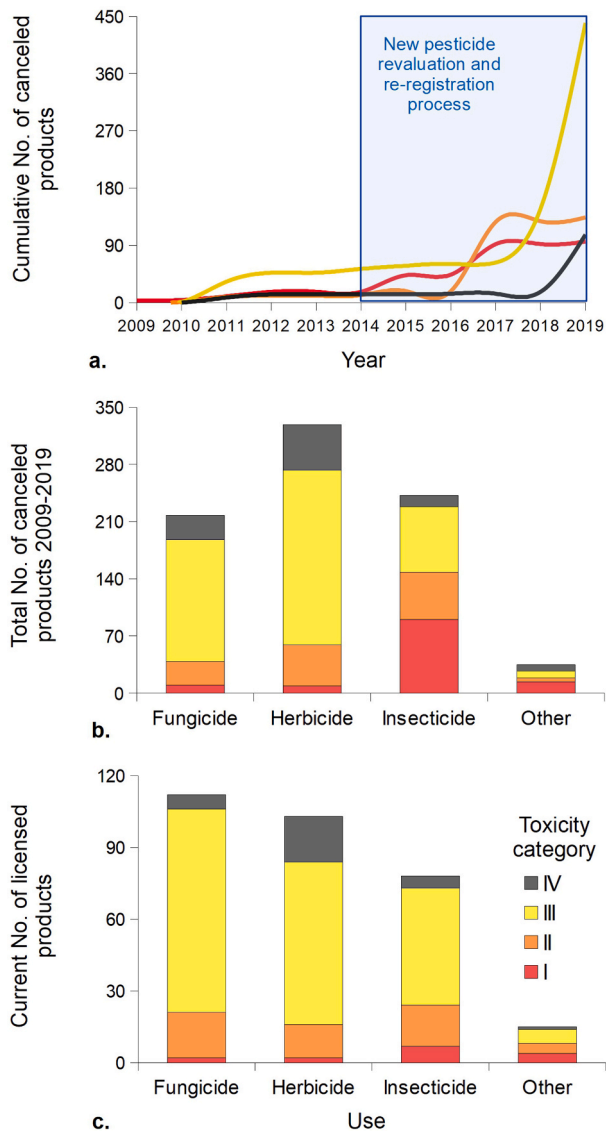 Cumulative No. of canceled
products
450
360
270
180
90
0
New pesticide
revaluation and
re-registration
process
2009 2010 2011 2012 2013 2014 2015 2016 2017 2018 2019
a.
Year
Total No. of canceled
products 2009-2019
350
280
210
140
70
0
Fungicide Herbicide Insecticide Other
b.
Current No. of licensed
products
120
90
60
30
0
Toxicity
category
IV
III
II
I
Fungicide Herbicide Insecticide Other
c.
Use